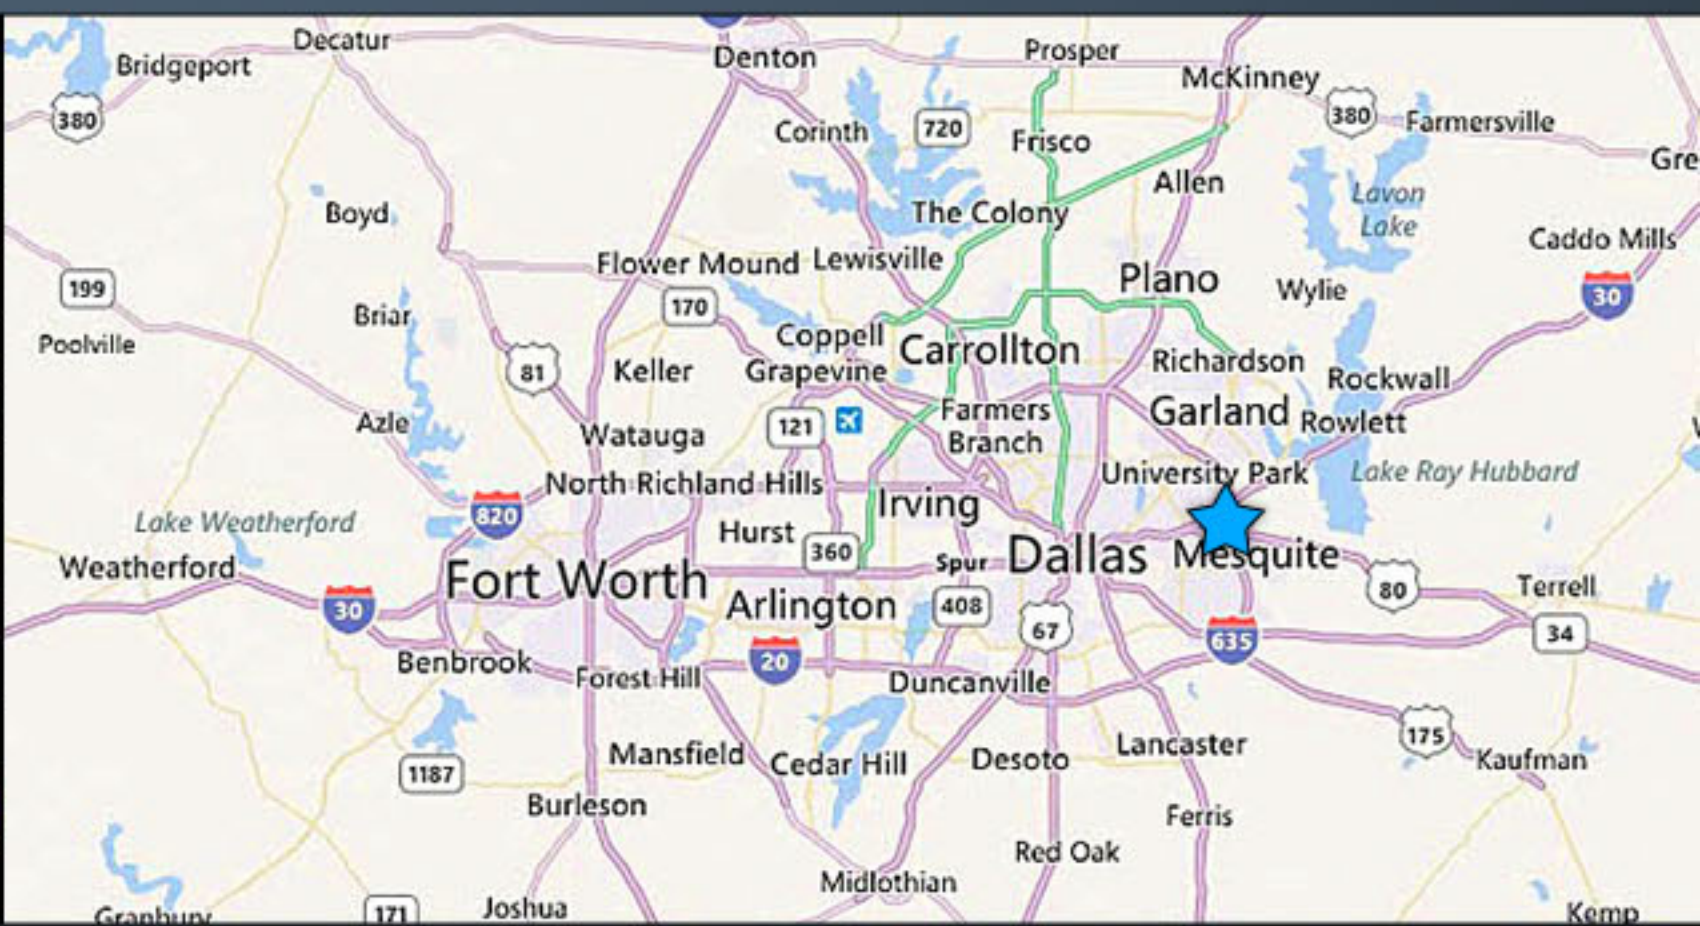 Decatur
Denton
Prosper
Bridgeport
McKinney
380
Corinth
720
Frisco
380
Farmersville
Gre
Allen
Lavon
Lake
Boyd
The Colony
Caddo Mills
Flower Mound
Lewisville
Plano
Wylie
30
199
170
Briar
Poolville
Coppell
Carrollton
Richardson
81
Keller
Grapevine
Rockwall
Azle
121
Farmers
Branch
Garland
Rowlett
Watauga
University Park
Lake Ray Hubbard
North Richland Hills
Irving
820
Lake Weatherford
Hurst
360
Spur
Dallas
Mesquite
Weatherford
Fort Worth
30
Arlington
408
80
Terrell
67
635
34
Benbrook
Forest Hill
20
Duncanville
Mansfield
Cedar Hill
Desoto
Lancaster
175
Kaufman
1187
Burleson
Ferris
Red Oak
Midlothian
Granbury
171
Joshua
Kemp